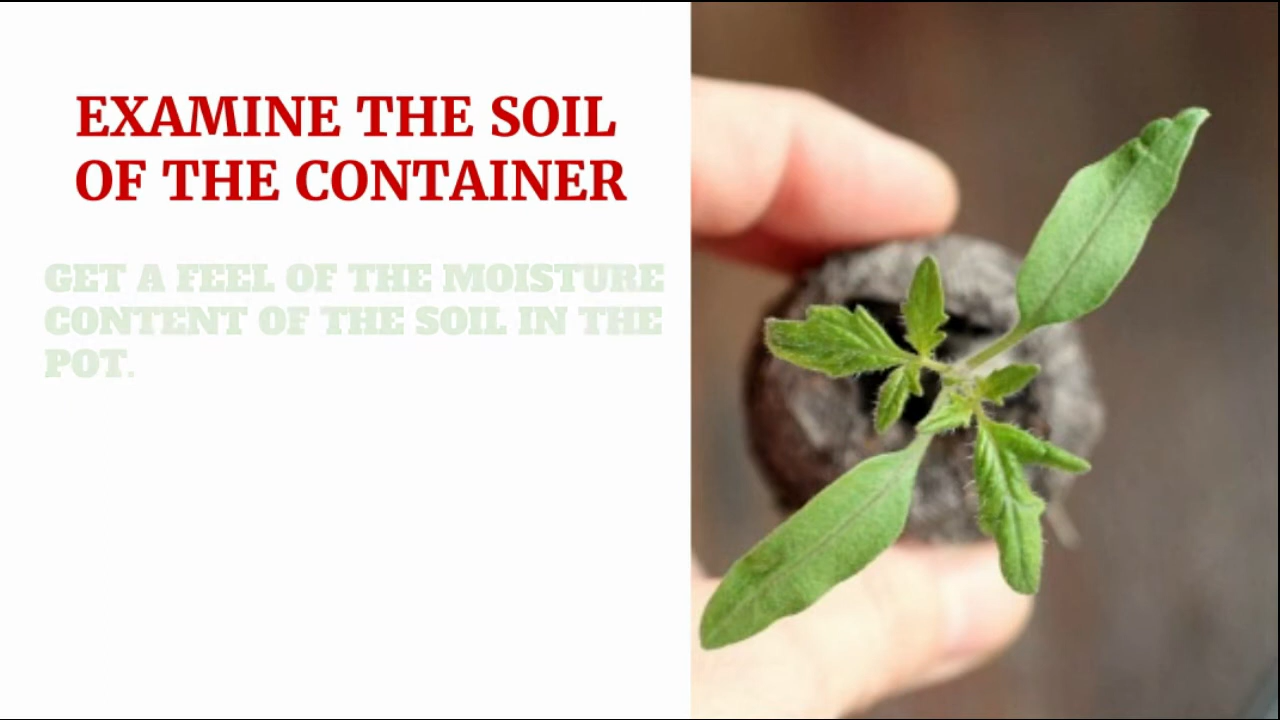 EXAMINE THE SOIL
OF THE CONTAINER
GET A FEEL OF THE MOISTURE
CONTENT OF THE SOIL IN THE
POT.